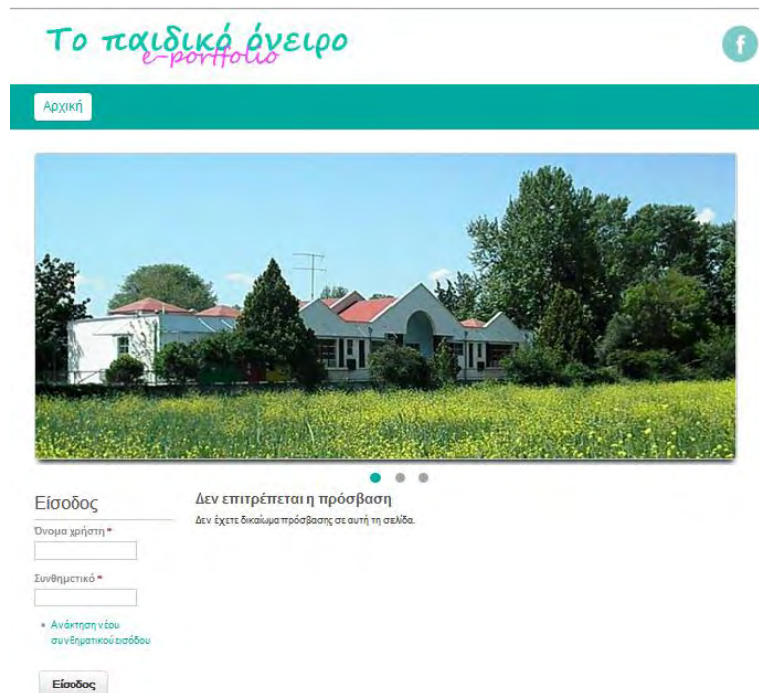 Το παιδικό όνειρο
e-portfolio
f
Αρχική
Είσοδος
Όνομα χρήστη *
Συνθηματικό *
Ανάκτηση νέου
συνθηματικού εισόδου
Είσοδος
Δεν επιτρέπεται η πρόσβαση
Δεν έχετε δικαίωμα πρόσβασης σε αυτή τη σελίδα.